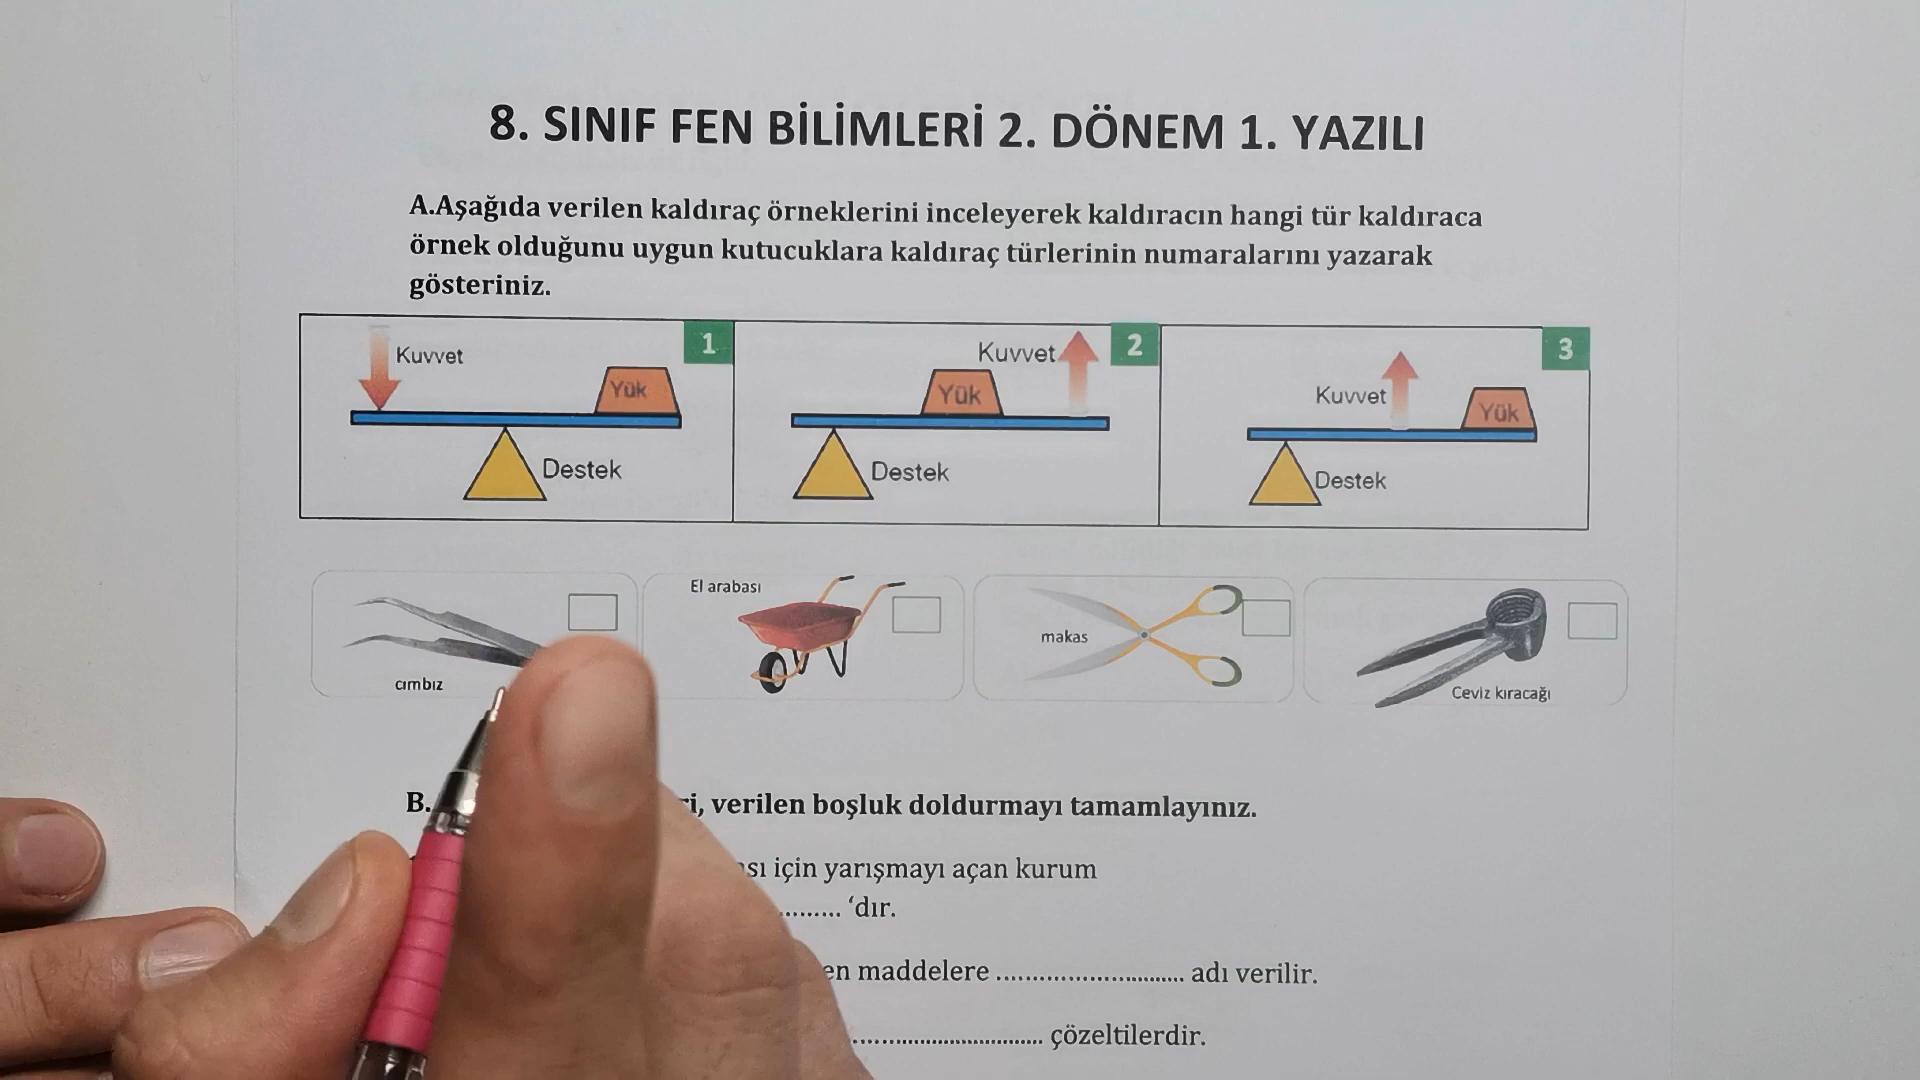 8. SINIF FEN BİLİMLERİ 2. DÖNEM 1. YAZILI
A.Aşağıda verilen kaldıraç örneklerini inceleyerek kaldıracın hangi tür kaldıraca
örnek olduğunu uygun kutucuklara kaldıraç türlerinin numaralarını yazarak
gösteriniz.
Kuvvet
Yük
1
Destek
Kuvvet
Yük
2
Destek
Kuvvet
Yük
3
Destek
cımbız
El arabası
makas
Ceviz kıracağı
B. verilen boşluk doldurmayı tamamlayınız.
için yarışmayı açan kurum
......... ‘dır.
maddelere ............................ adı verilir.
............................... çözeltilerdir.